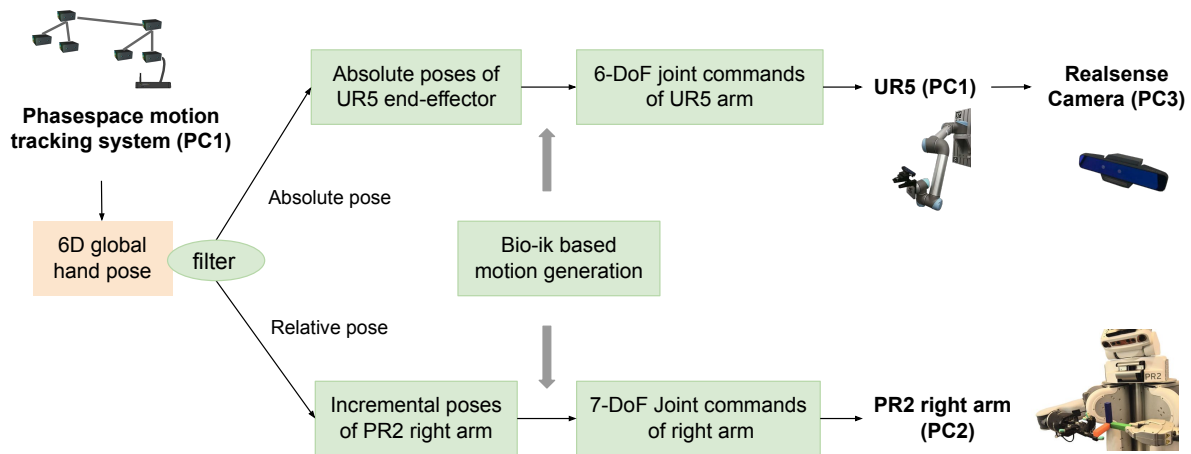 Phasespace motion
tracking system (PC1)
6D global
hand pose
filter
Absolute pose
Relative pose
Absolute poses of
UR5 end-effector
6-DoF joint commands
of UR5 arm
UR5 (PC1)
Realsense
Camera (PC3)
Bio-ik based
motion generation
Incremental poses
of PR2 right arm
7-DoF Joint commands
of right arm
PR2 right arm
(PC2)
PR2